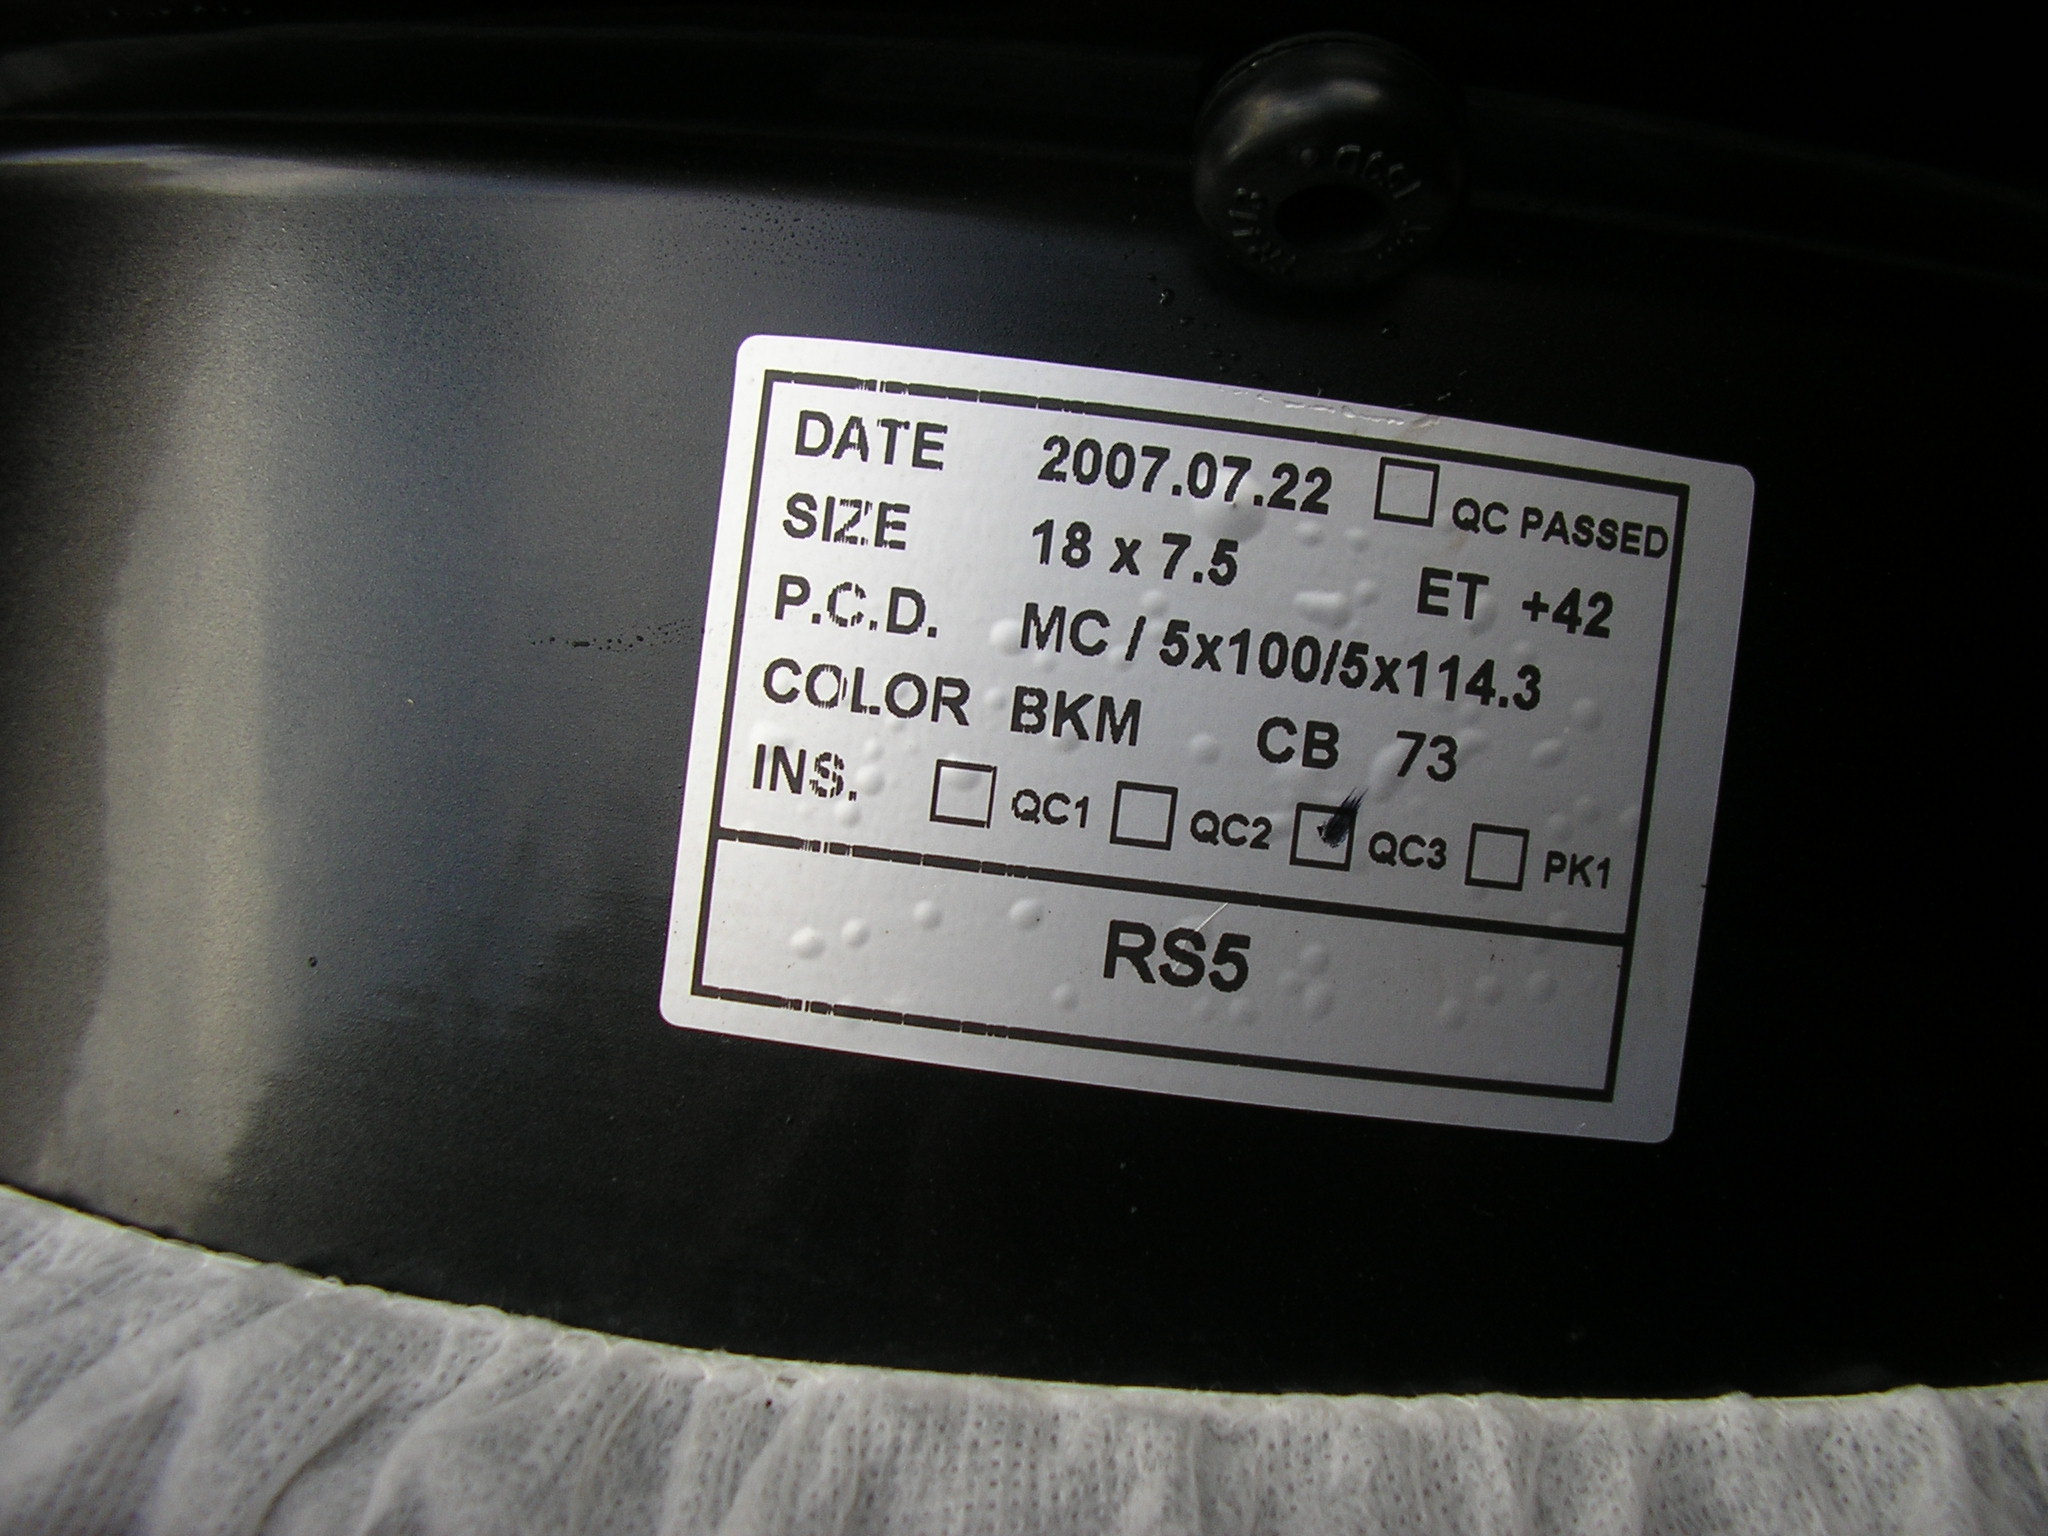 DATE 2007.07.22 QC PASSED
SIZE 18 x 7.5 ET +42
P.C.D. MC / 5x100/5x114.3
COLOR BKM CB 73
INS. QC1 QC2 QC3 PK1
RS5